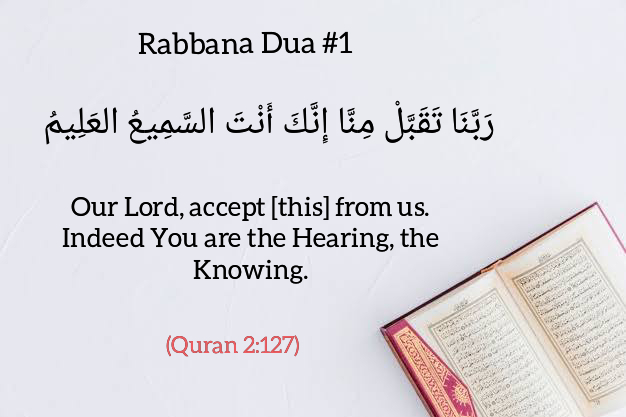 Rabbana Dua #1
رَبَّنَا تَقَبَّلْ مِنَّا إِنَّكَ أَنْتَ السَّمِيعُ العَلِيمُ
Our Lord, accept [this] from us.
Indeed You are the Hearing, the
Knowing.
(Quran 2:127)